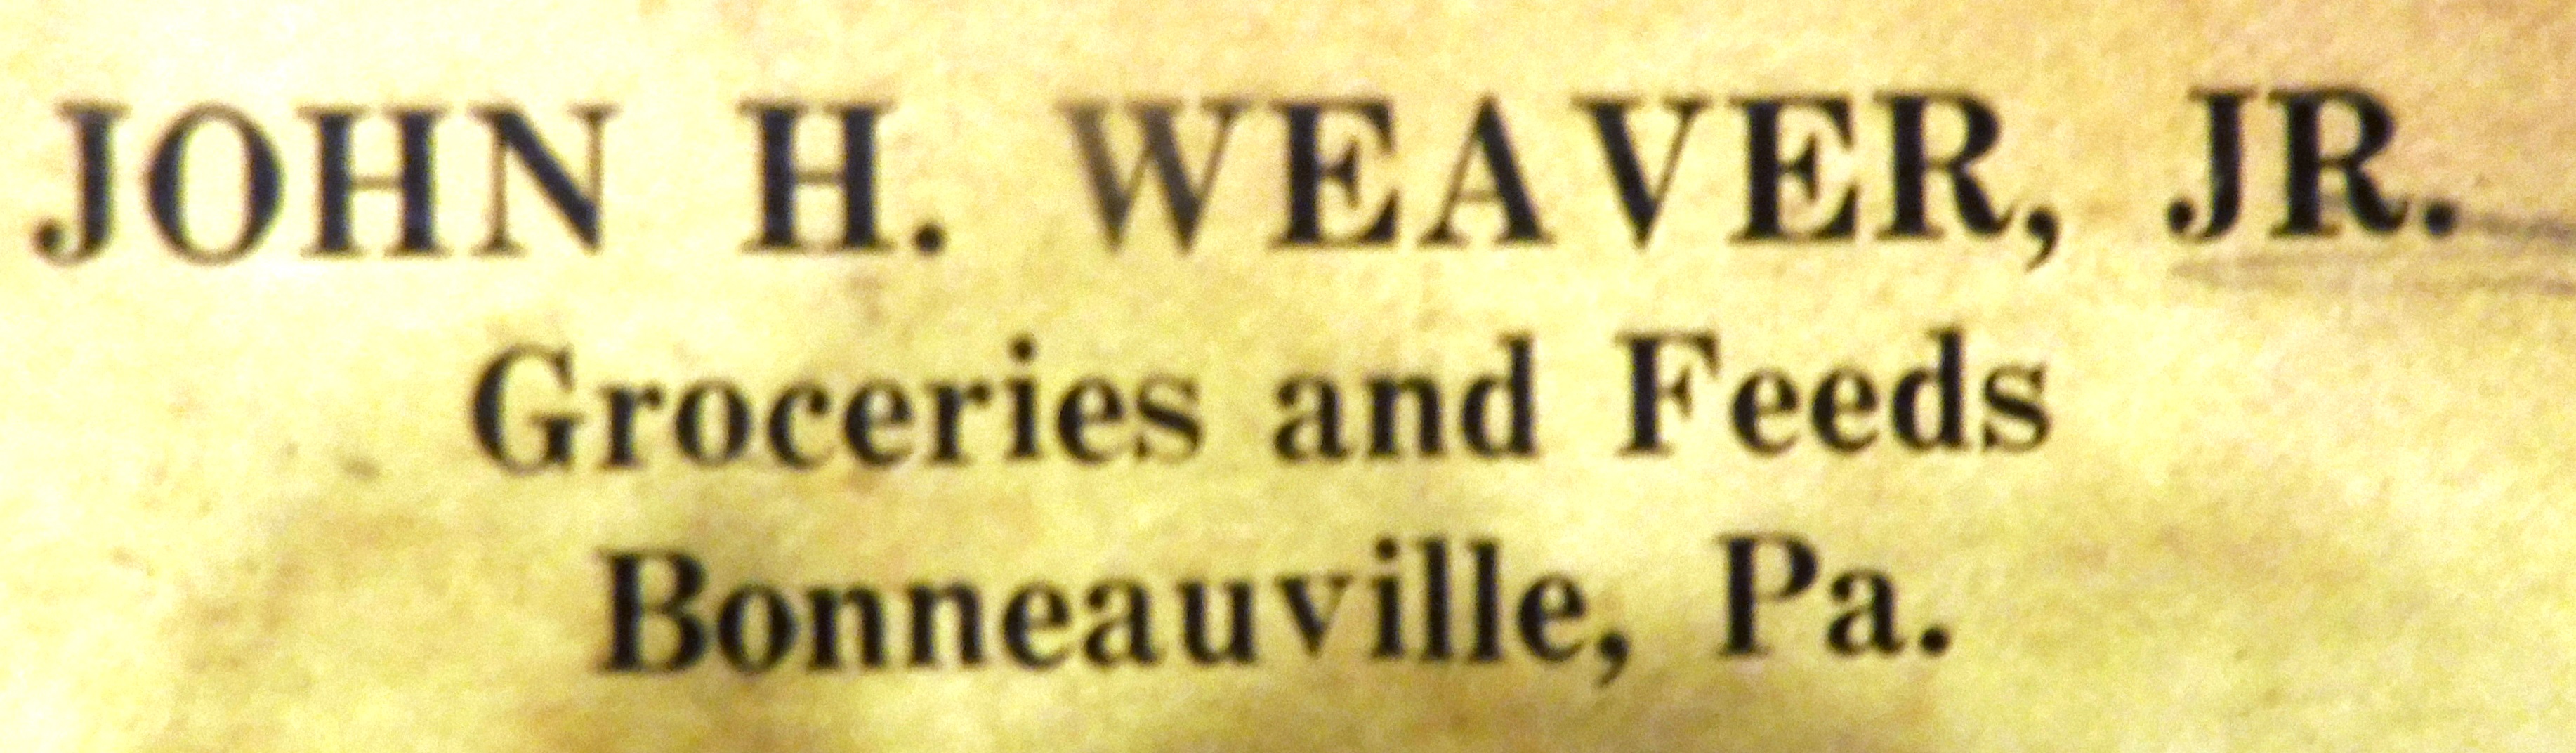 JOHN H. WEAVER, JR.
Groceries and Feeds
Bonneauville, Pa.